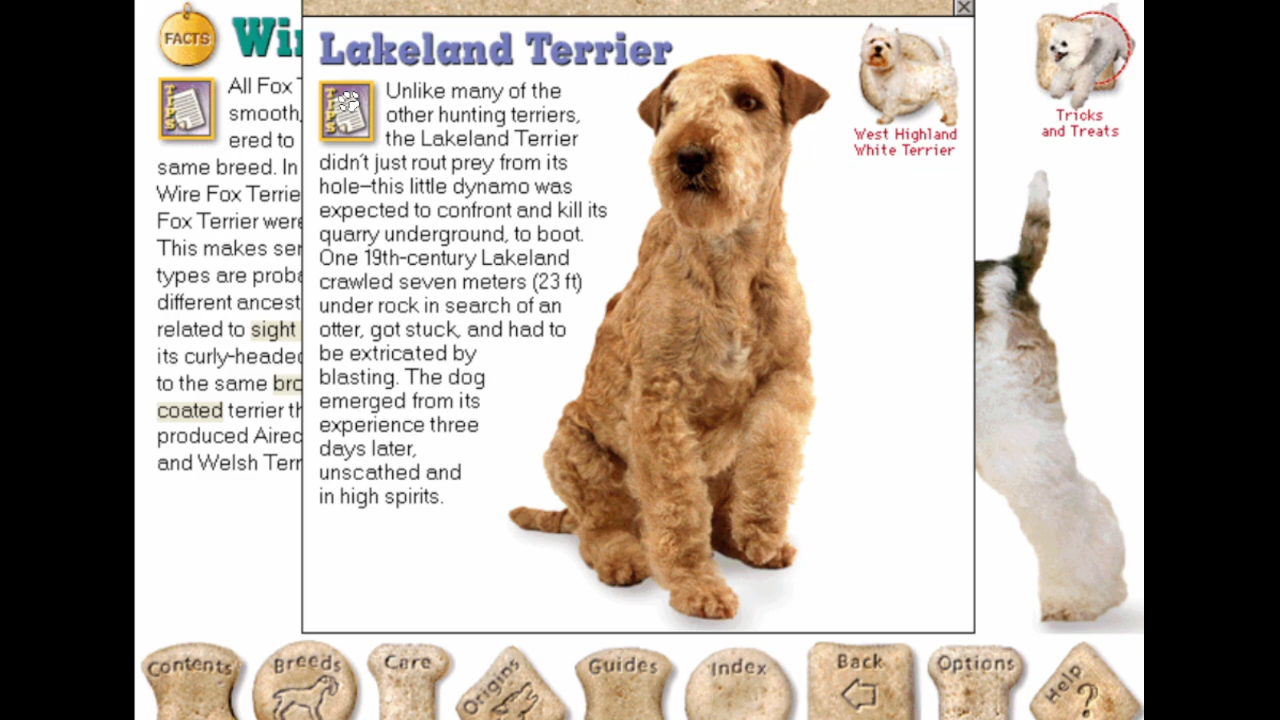 FACTS
Wi
TIPS
All Fox T
smooth,
ered to
same breed. In
Wire Fox Terrie
Fox Terrier were
This makes ser
types are proba
different ancest
related to sight
its curly-headed
to the same bro
coated terrier th
produced Aired
and Welsh Terr
Lakeland Terrier
TIPS
Unlike many of the
other hunting terriers,
the Lakeland Terrier
didn't just rout prey from its
hole–this little dynamo was
expected to confront and kill its
quarry underground, to boot.
One 19th-century Lakeland
crawled seven meters (23 ft)
under rock in search of an
otter, got stuck, and had to
be extricated by
blasting. The dog
emerged from its
experience three
days later,
unscathed and
in high spirits.
West Highland
White Terrier
Tricks
and Treats
Contents
Breeds
Care
Origins
Guides
Index
Back
Options
Help
?